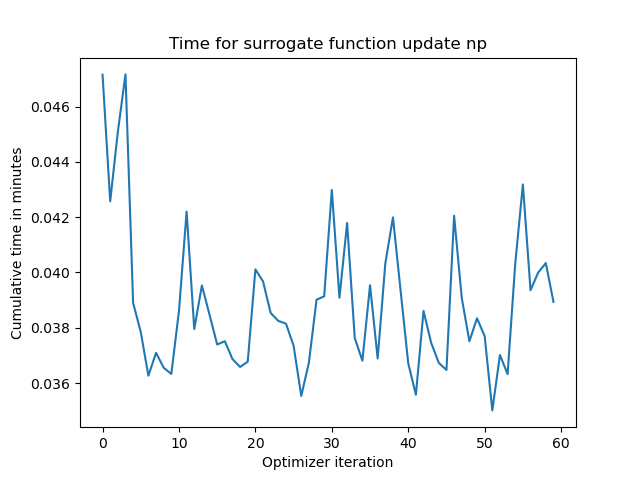 Time for surrogate function update np
Cumulative time in minutes
0.046
0.044
0.042
0.040
0.038
0.036
0 10 20 30 40 50 60
Optimizer iteration